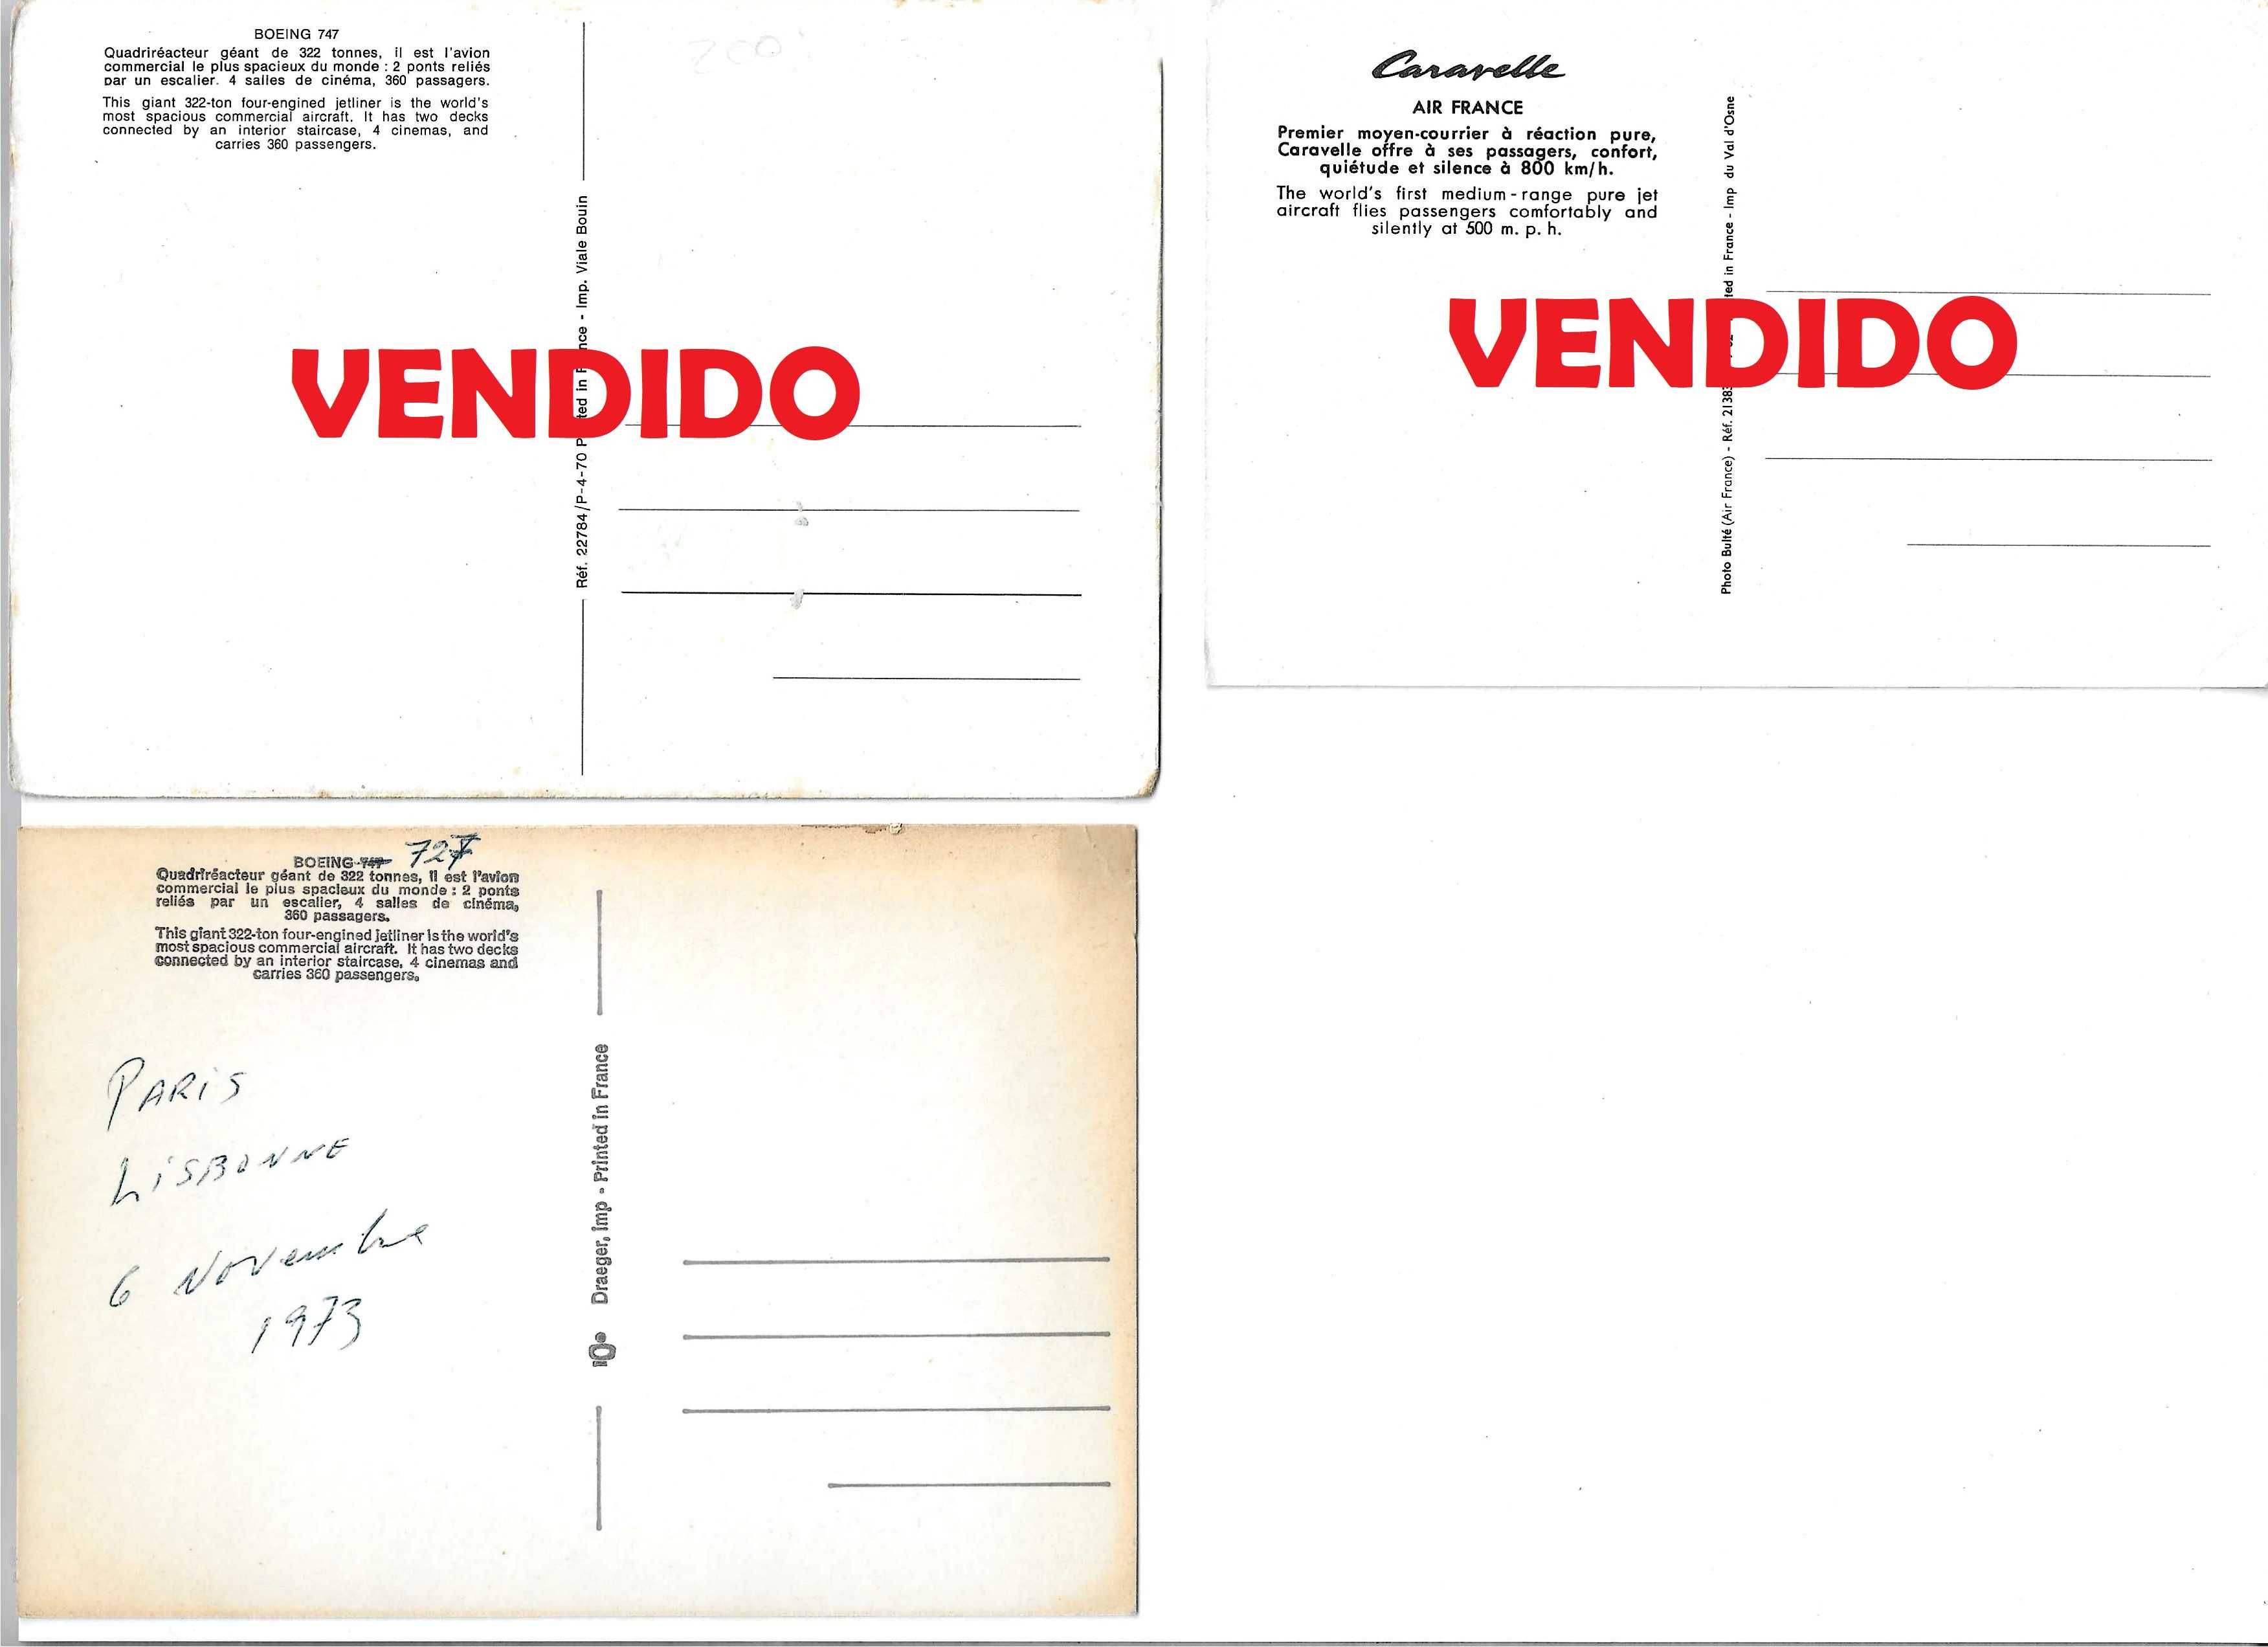 BOEING 747
Quadriréacteur géant de 322 tonnes, il est l'avion
commercial le plus spacieux du monde : 2 ponts reliés
par un escalier. 4 salles de cinéma, 360 passagers.
This giant 322-ton four-engined jetliner is the world's
most spacious commercial aircraft. It has two decks
connected by an interior staircase, 4 cinemas, and
carries 360 passengers.
200
Réf. 22784/P-4-70 P ted in F nce - Imp. Viale Bouin
VENDIDO
Caravelle
AIR FRANCE
Premier moyen-courrier à réaction pure,
Caravelle offre à ses passagers, confort,
quiétude et silence à 800 km/h.
The world's first medium-range pure jet
aircraft flies passengers comfortably and
silently at 500 m. p. h.
Photo Bulté (Air France) - Réf. 2138 ted in France - Imp du Val d'Osne
VENDIDO
BOEING 747 727
Quadriréacteur géant de 322 tonnes, il est l'avion
commercial le plus spacieux du monde : 2 ponts
reliés par un escalier, 4 salles de cinéma,
360 passagers.
This giant 322-ton four-engined jetliner is the world's
most spacious commercial aircraft. It has two decks
connected by an interior staircase, 4 cinemas and
carries 360 passengers.
PARIS
LISBONNE
6 Novembre
1973
Draeger, Imp - Printed in France